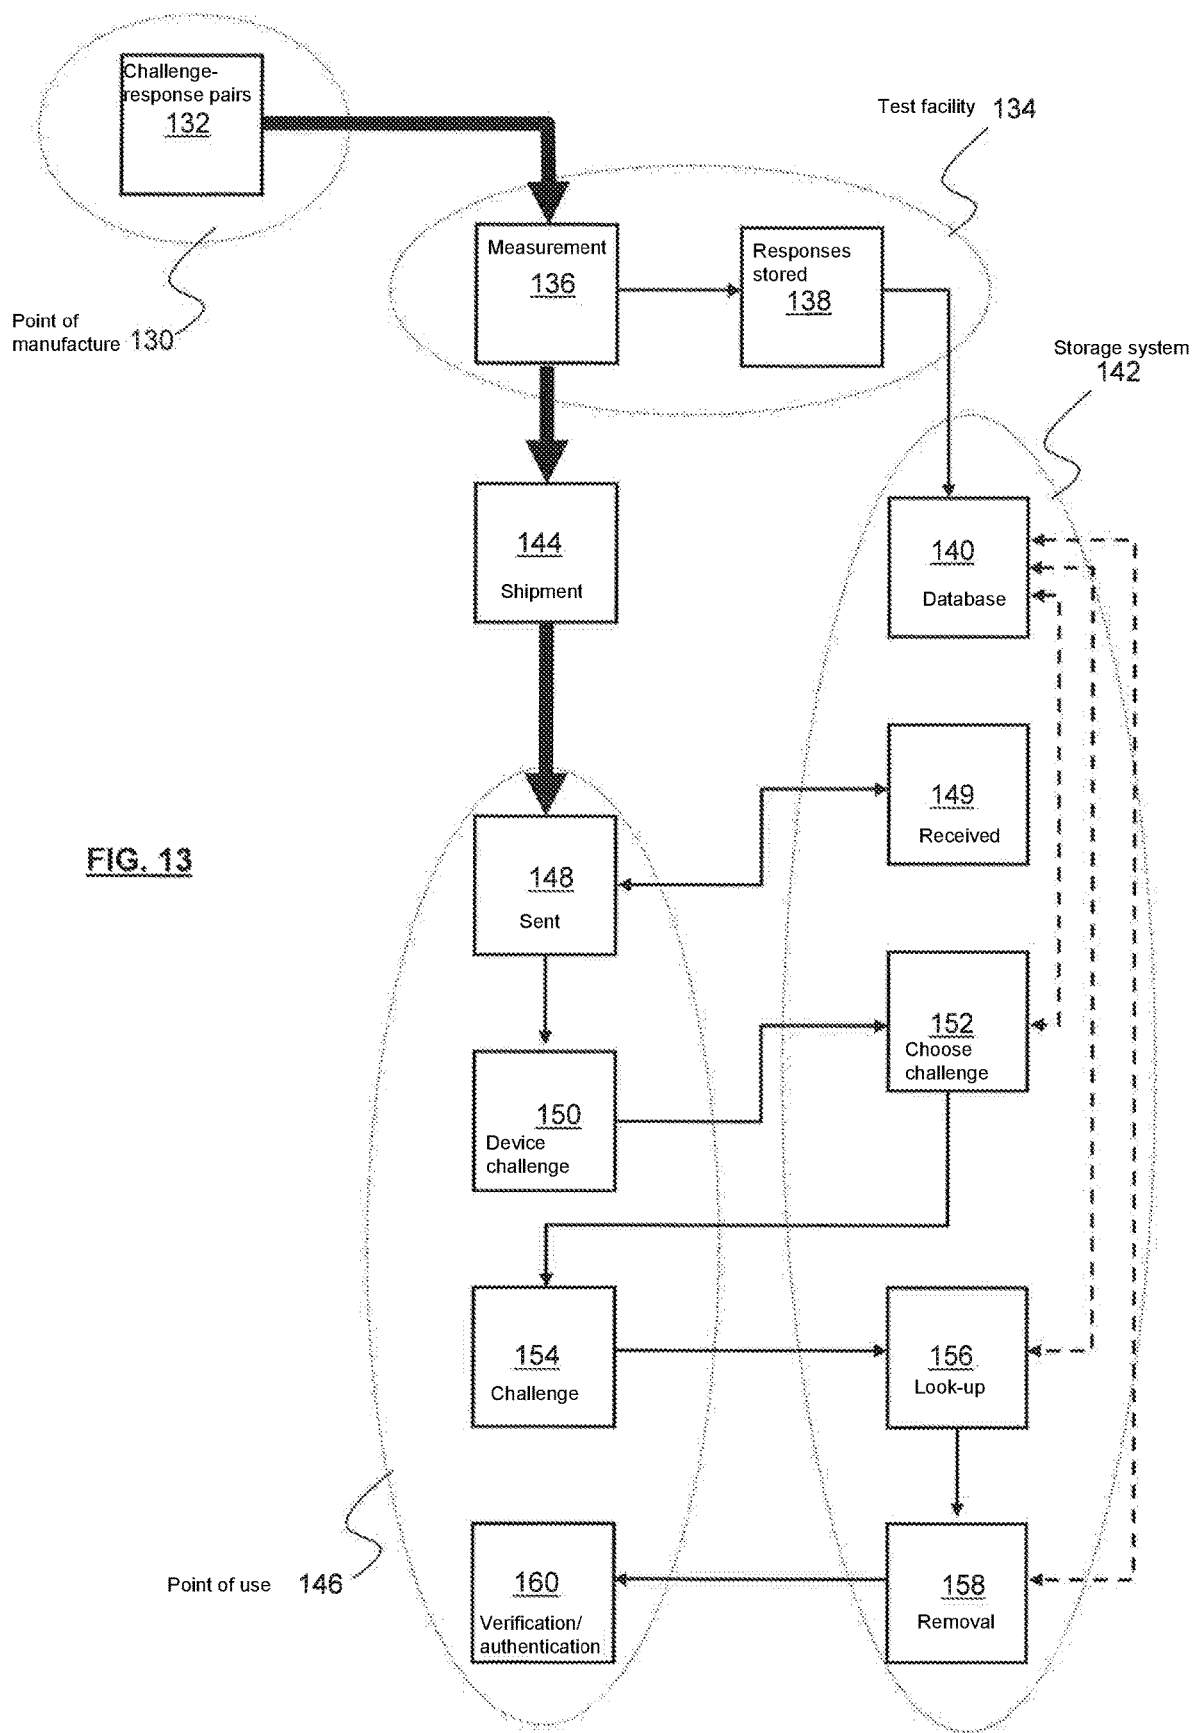 Challenge-
response pairs
132
Test facility 134
Measurement
136
Responses
stored
138
Point of
manufacture 130
Storage system
142
144
Shipment
140
Database
149
Received
FIG. 13
148
Sent
152
Choose
challenge
150
Device
challenge
154
Challenge
156
Look-up
Point of use 146
160
Verification/
authentication
158
Removal